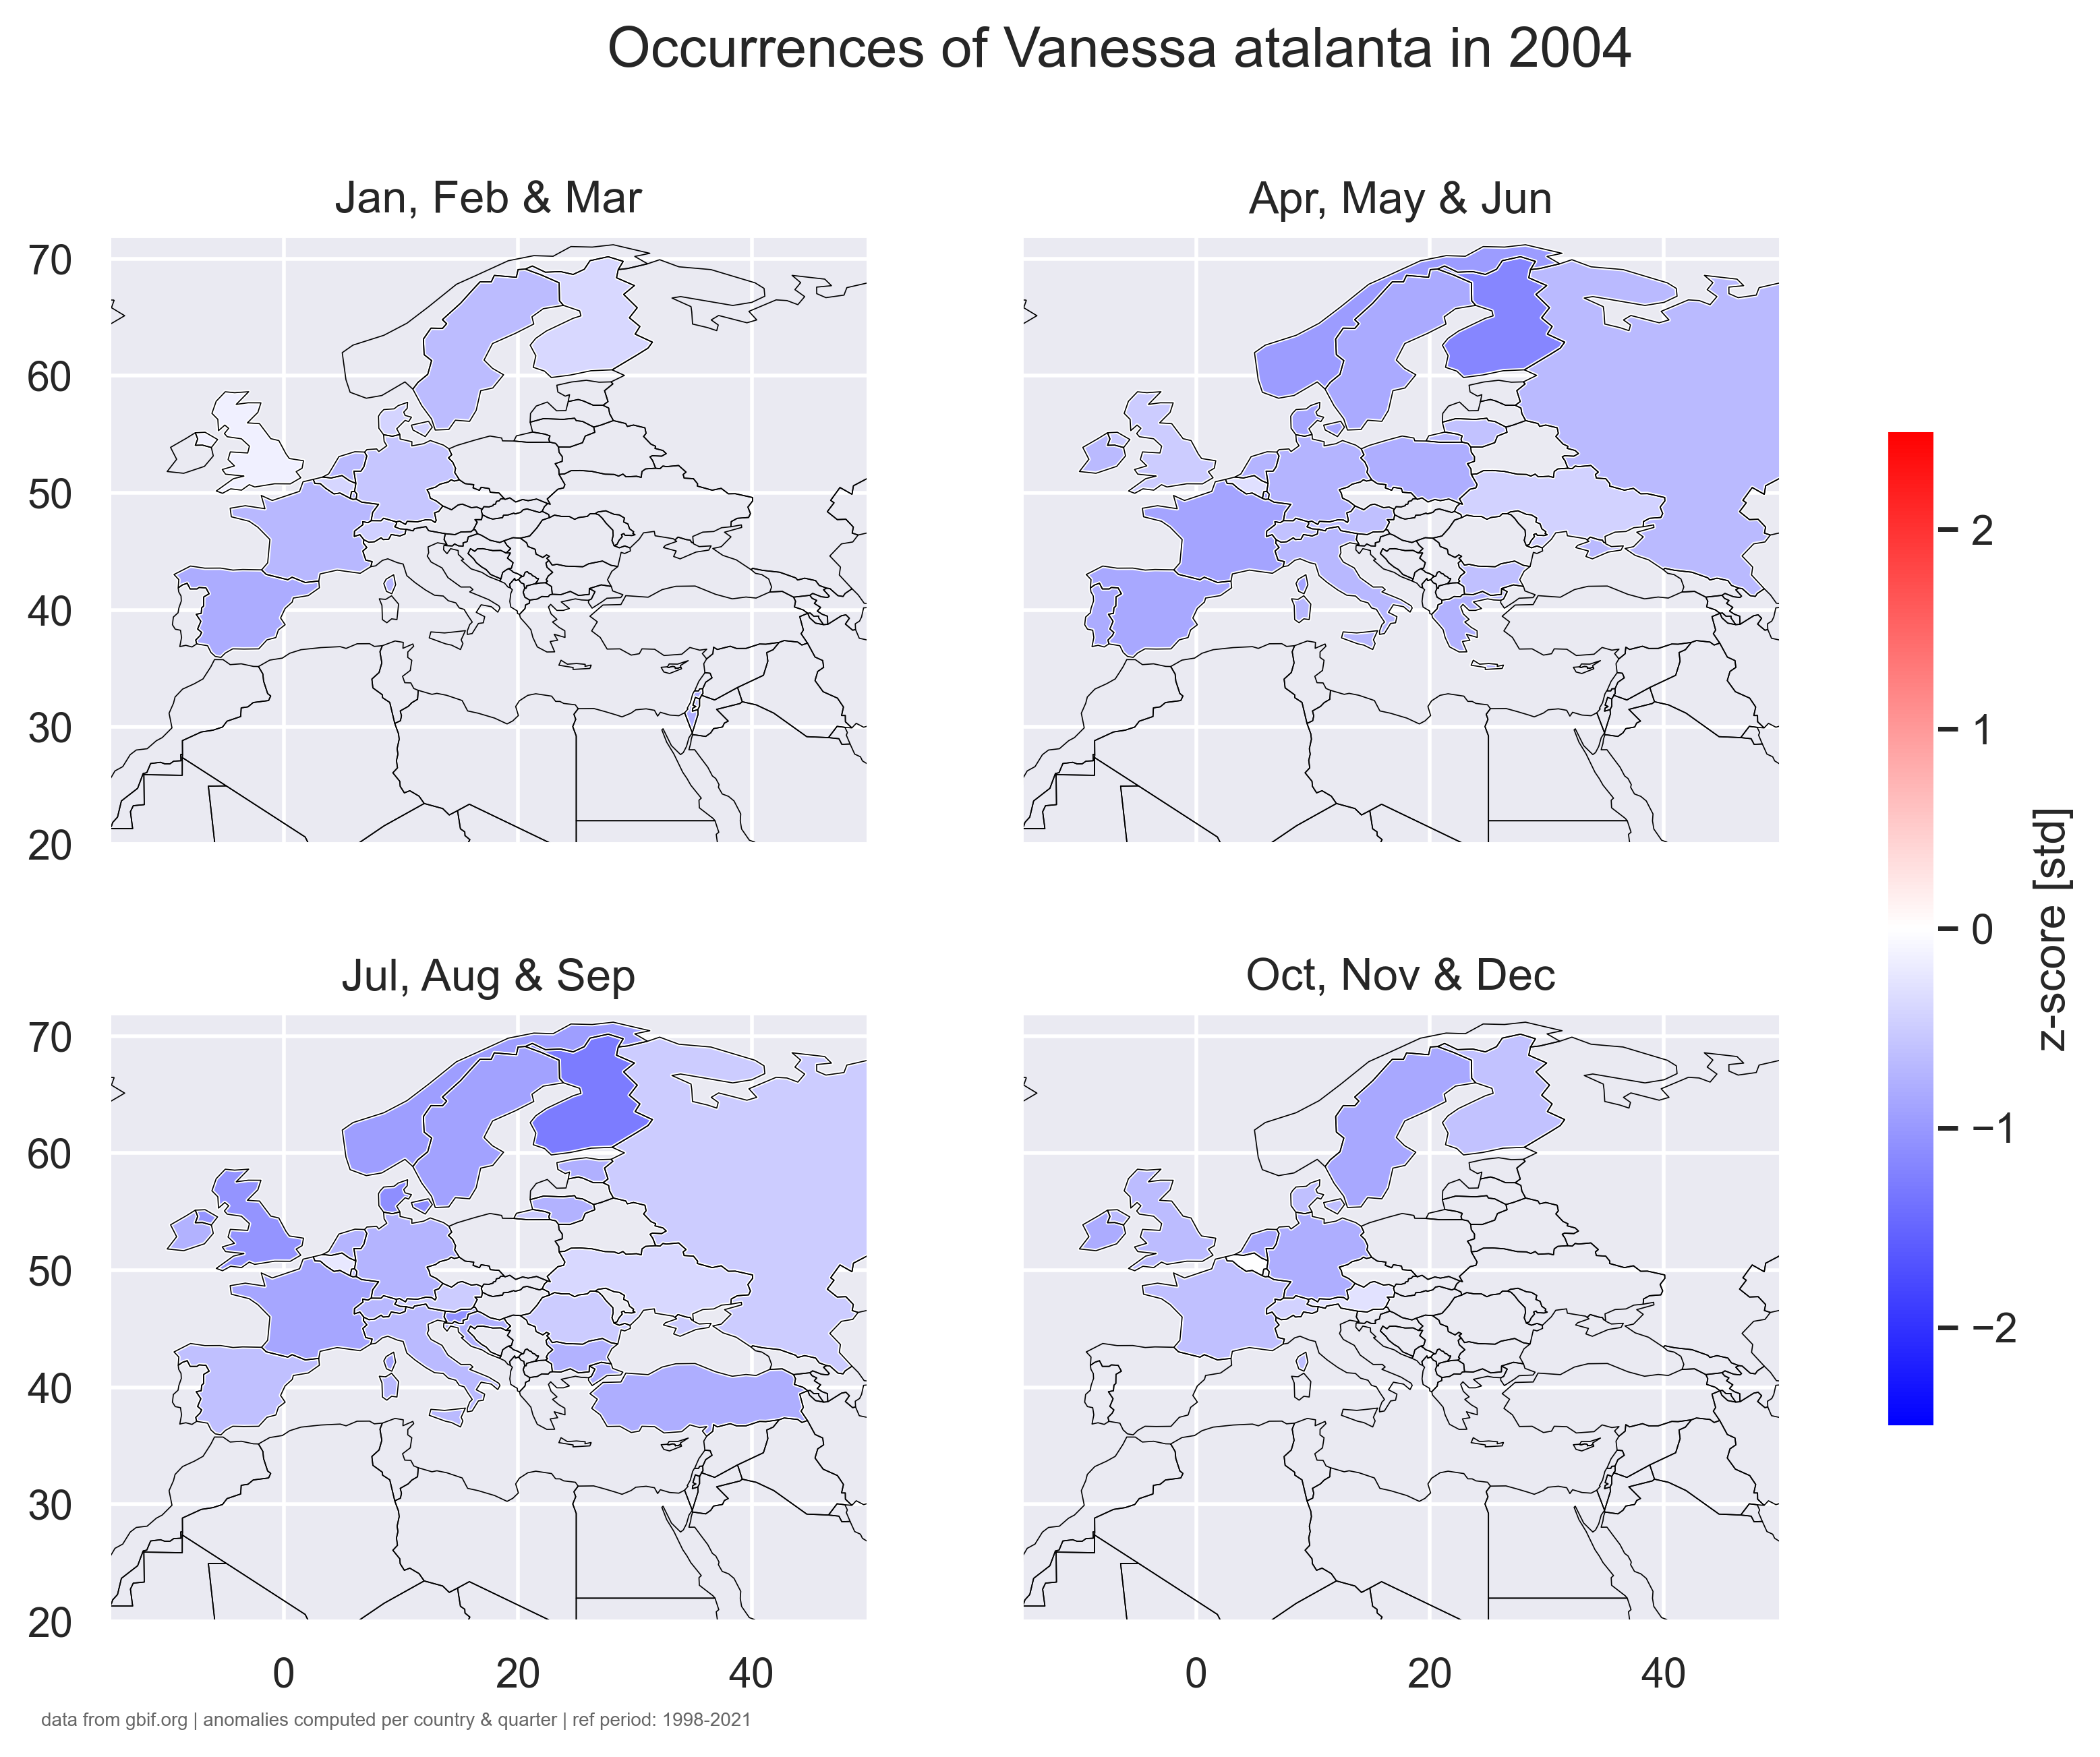 Occurrences of Vanessa atalanta in 2004
Jan, Feb & Mar
Apr, May & Jun
70
60
50
40
30
20
2
1
0
−1
−2
z-score [std]
Jul, Aug & Sep
Oct, Nov & Dec
70
60
50
40
30
20
0 20 40
0 20 40
data from gbif.org | anomalies computed per country & quarter | ref period: 1998-2021